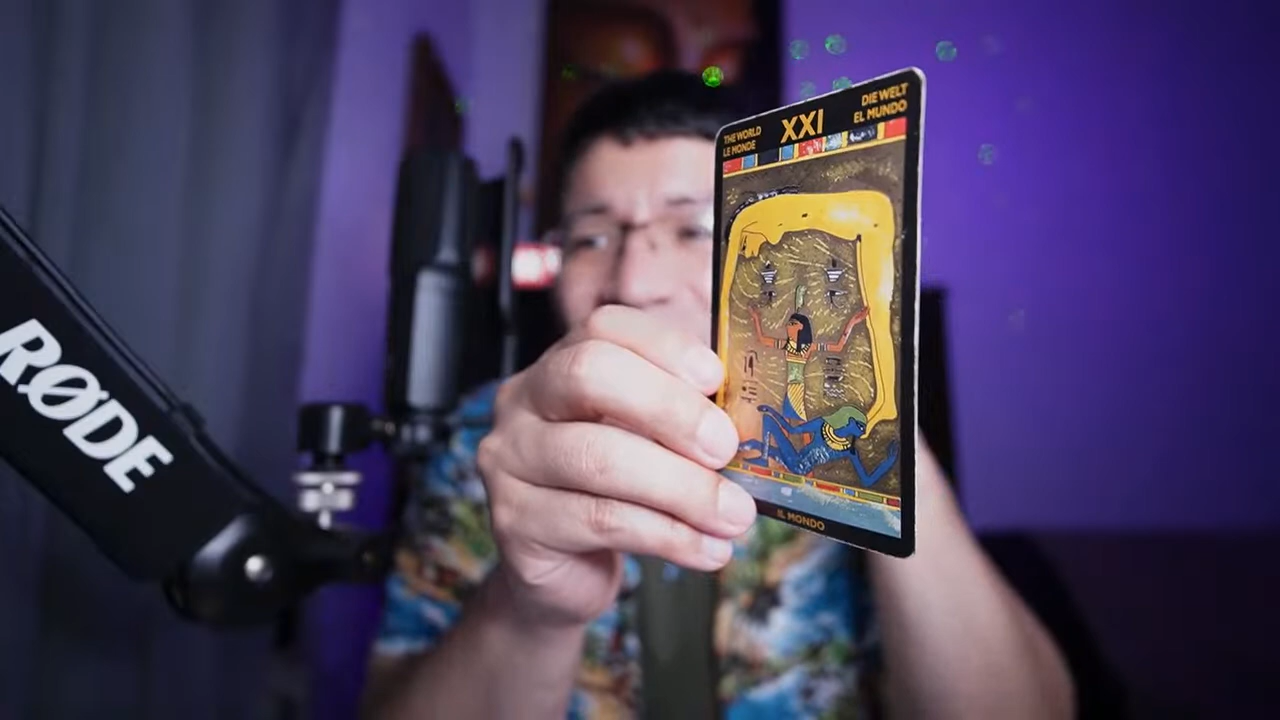 RØDE
THE WORLD
LE MONDE
XXI
DIE WELT
EL MUNDO
IL MONDO